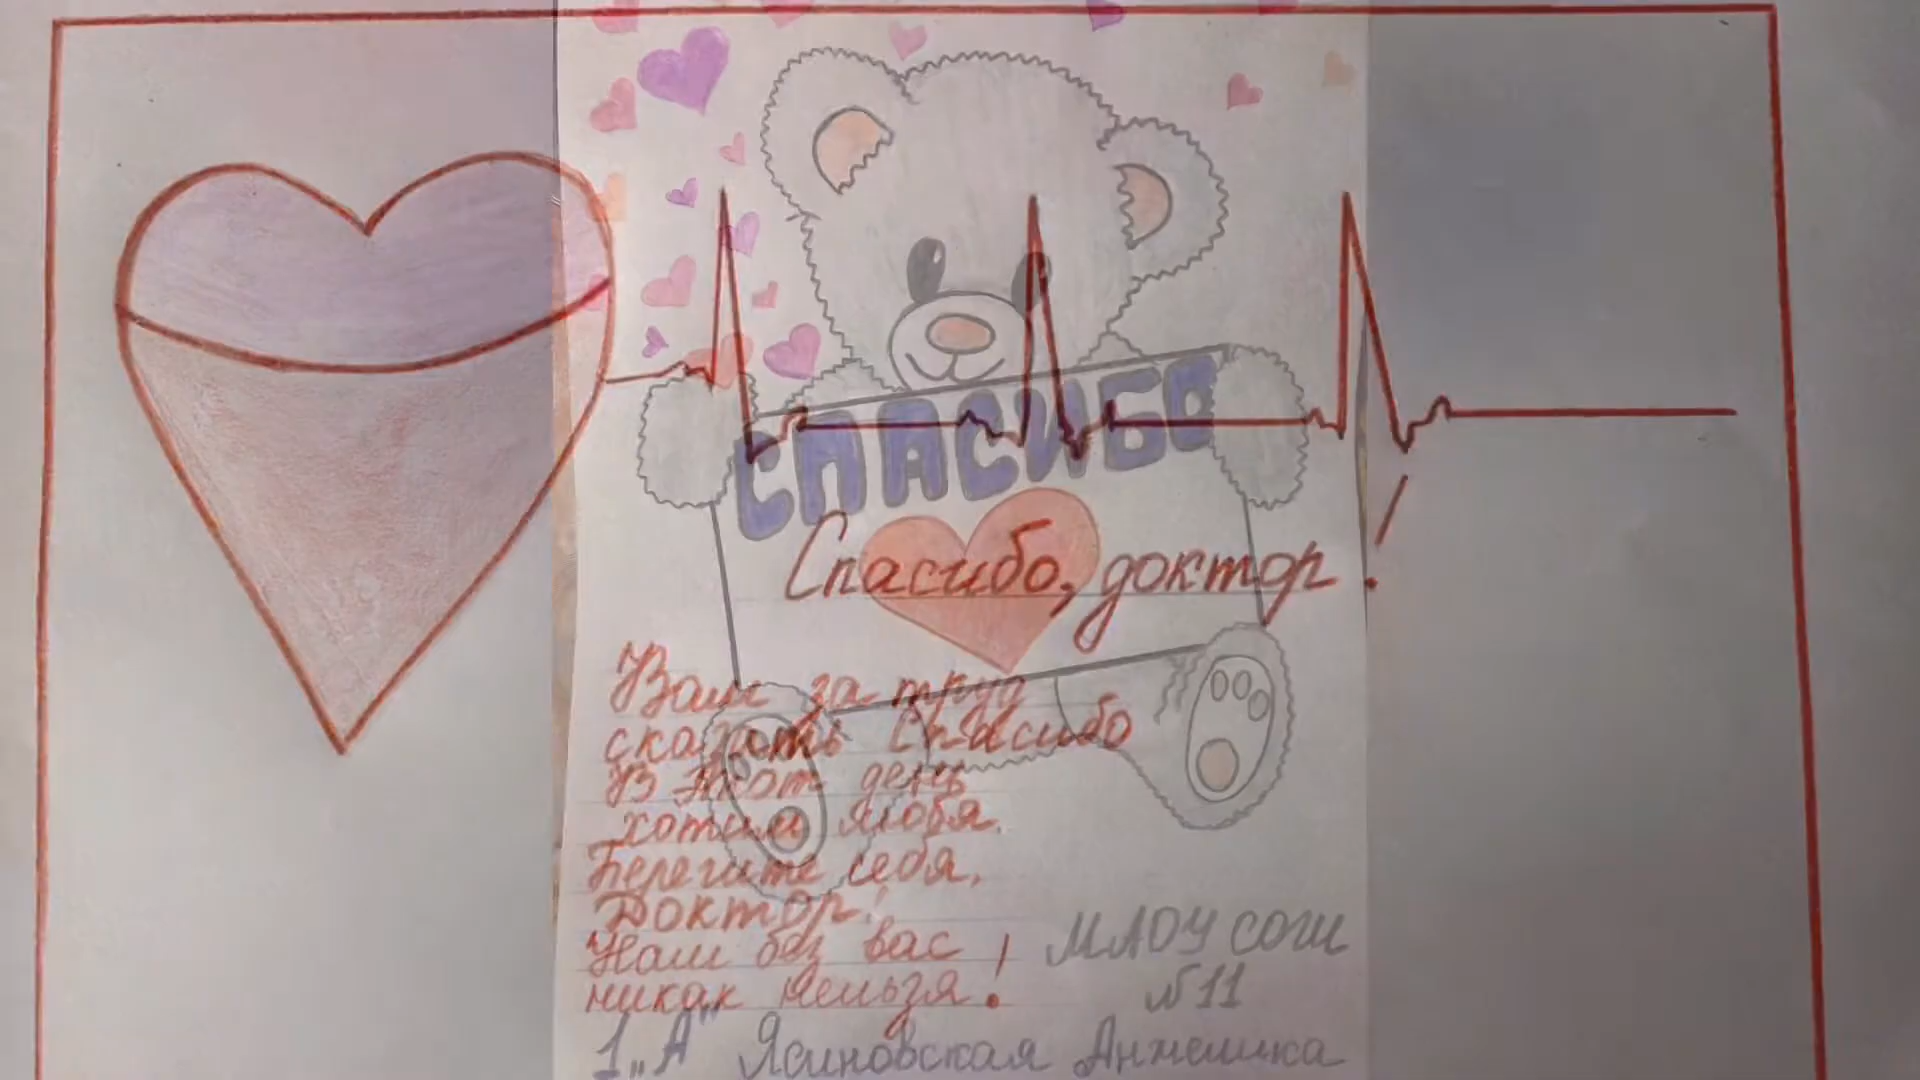 СПАСИБО
Спасибо, доктор!
Вам за труд
сказать Спасибо
В этот день
хотим любя.
Берегите себя,
Доктор!
Нам без вас
никак нельзя!
МАОУ СОШ
№11
1 „А" Ясиновская Анжелика